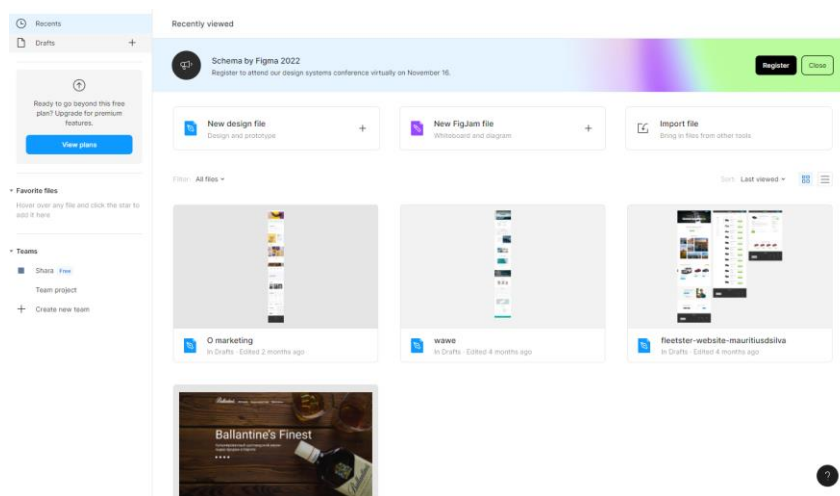 Recents
Recently viewed
Drafts
Schema by Figma 2022
Register to attend our design systems conference virtually on November 16.
Register
Close
Ready to go beyond this free
plan? Upgrade for premium
features.
View plans
New design file
Design and prototype
New FigJam file
Whiteboard and diagram
Import file
Bring in files from other tools
Filter: All files
Sort: Last viewed
Favorite files
Hover over any file and click the star to
add it here
Teams
Shara Free
Team project
Create new team
O marketing
In Drafts · Edited 2 months ago
wawe
In Drafts · Edited 4 months ago
fleetster-website-mauritiusdsilva
In Drafts · Edited 4 months ago
Ballantine's Finest
?